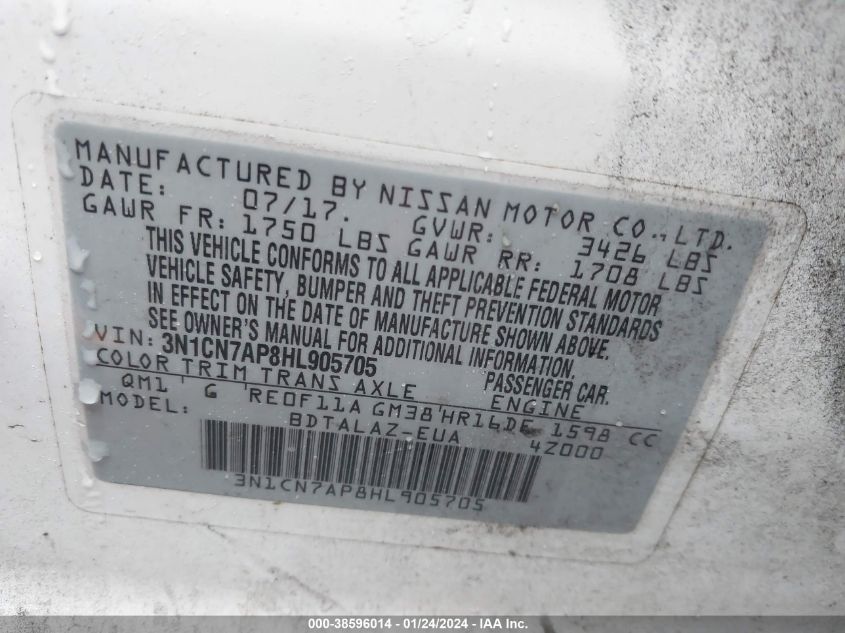 MANUFACTURED BY NISSAN MOTOR CO., LTD.
DATE: 07/17. GVWR: 3426 LBS
GAWR FR: 1750 LBS GAWR RR: 1708 LBS
THIS VEHICLE CONFORMS TO ALL APPLICABLE FEDERAL MOTOR
VEHICLE SAFETY, BUMPER AND THEFT PREVENTION STANDARDS
IN EFFECT ON THE DATE OF MANUFACTURE SHOWN ABOVE.
SEE OWNER'S MANUAL FOR ADDITIONAL INFORMATION.
VIN: 3N1CN7AP8HL905705 PASSENGER CAR.
COLOR TRIM TRANS AXLE ENGINE
QM1 ' G 'RE0F11A GM38'HR16DE 1598 CC
MODEL: BDTALAZ-EUA 4Z000
3N1CN7AP8HL905705
000-38596014 - 01/24/2024 - IAA Inc.